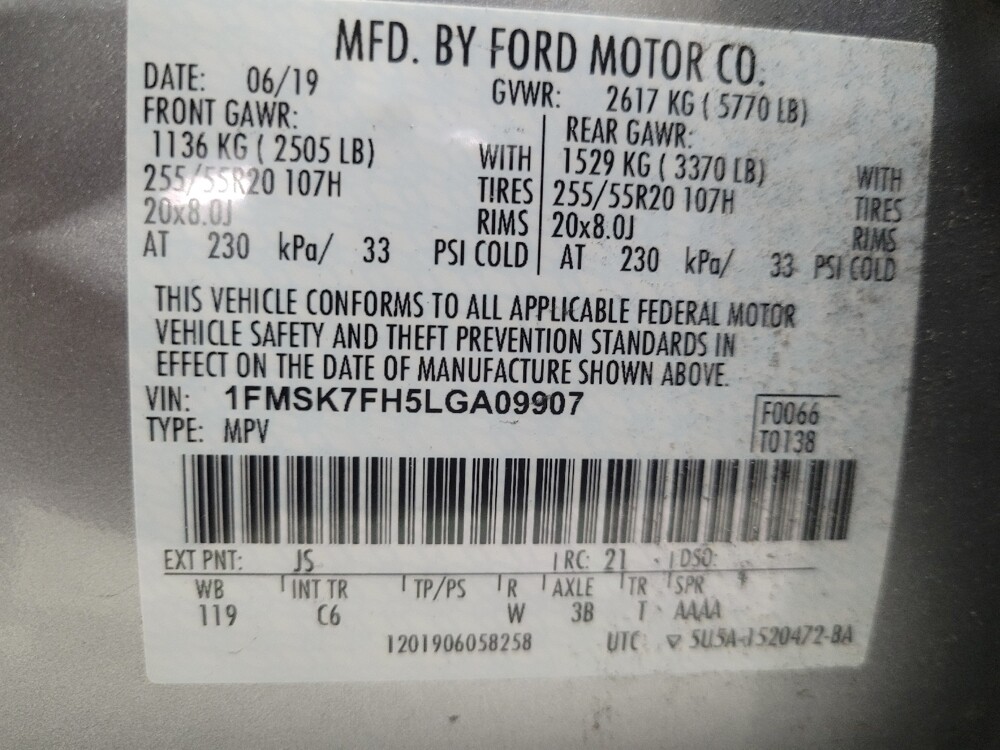 MFD. BY FORD MOTOR CO.
DATE: 06/19 GVWR: 2617 KG ( 5770 LB)
FRONT GAWR: REAR GAWR:
1136 KG ( 2505 LB) WITH 1529 KG ( 3370 LB) WITH
255/55R20 107H TIRES 255/55R20 107H TIRES
20x8.0J RIMS 20x8.0J RIMS
AT 230 kPa/ 33 PSI COLD AT 230 kPa/ 33 PSI COLD
THIS VEHICLE CONFORMS TO ALL APPLICABLE FEDERAL MOTOR
VEHICLE SAFETY AND THEFT PREVENTION STANDARDS IN
EFFECT ON THE DATE OF MANUFACTURE SHOWN ABOVE.
VIN: 1FMSK7FH5LGA09907
TYPE: MPV
F0066
T0138
EXT PNT: JS RC: 21 DSO:
WB INT TR TP/PS R AXLE TR SPR
119 C6 W 3B T AAAA
1201906058258 UTC ▽ 5U5A-1520472-BA